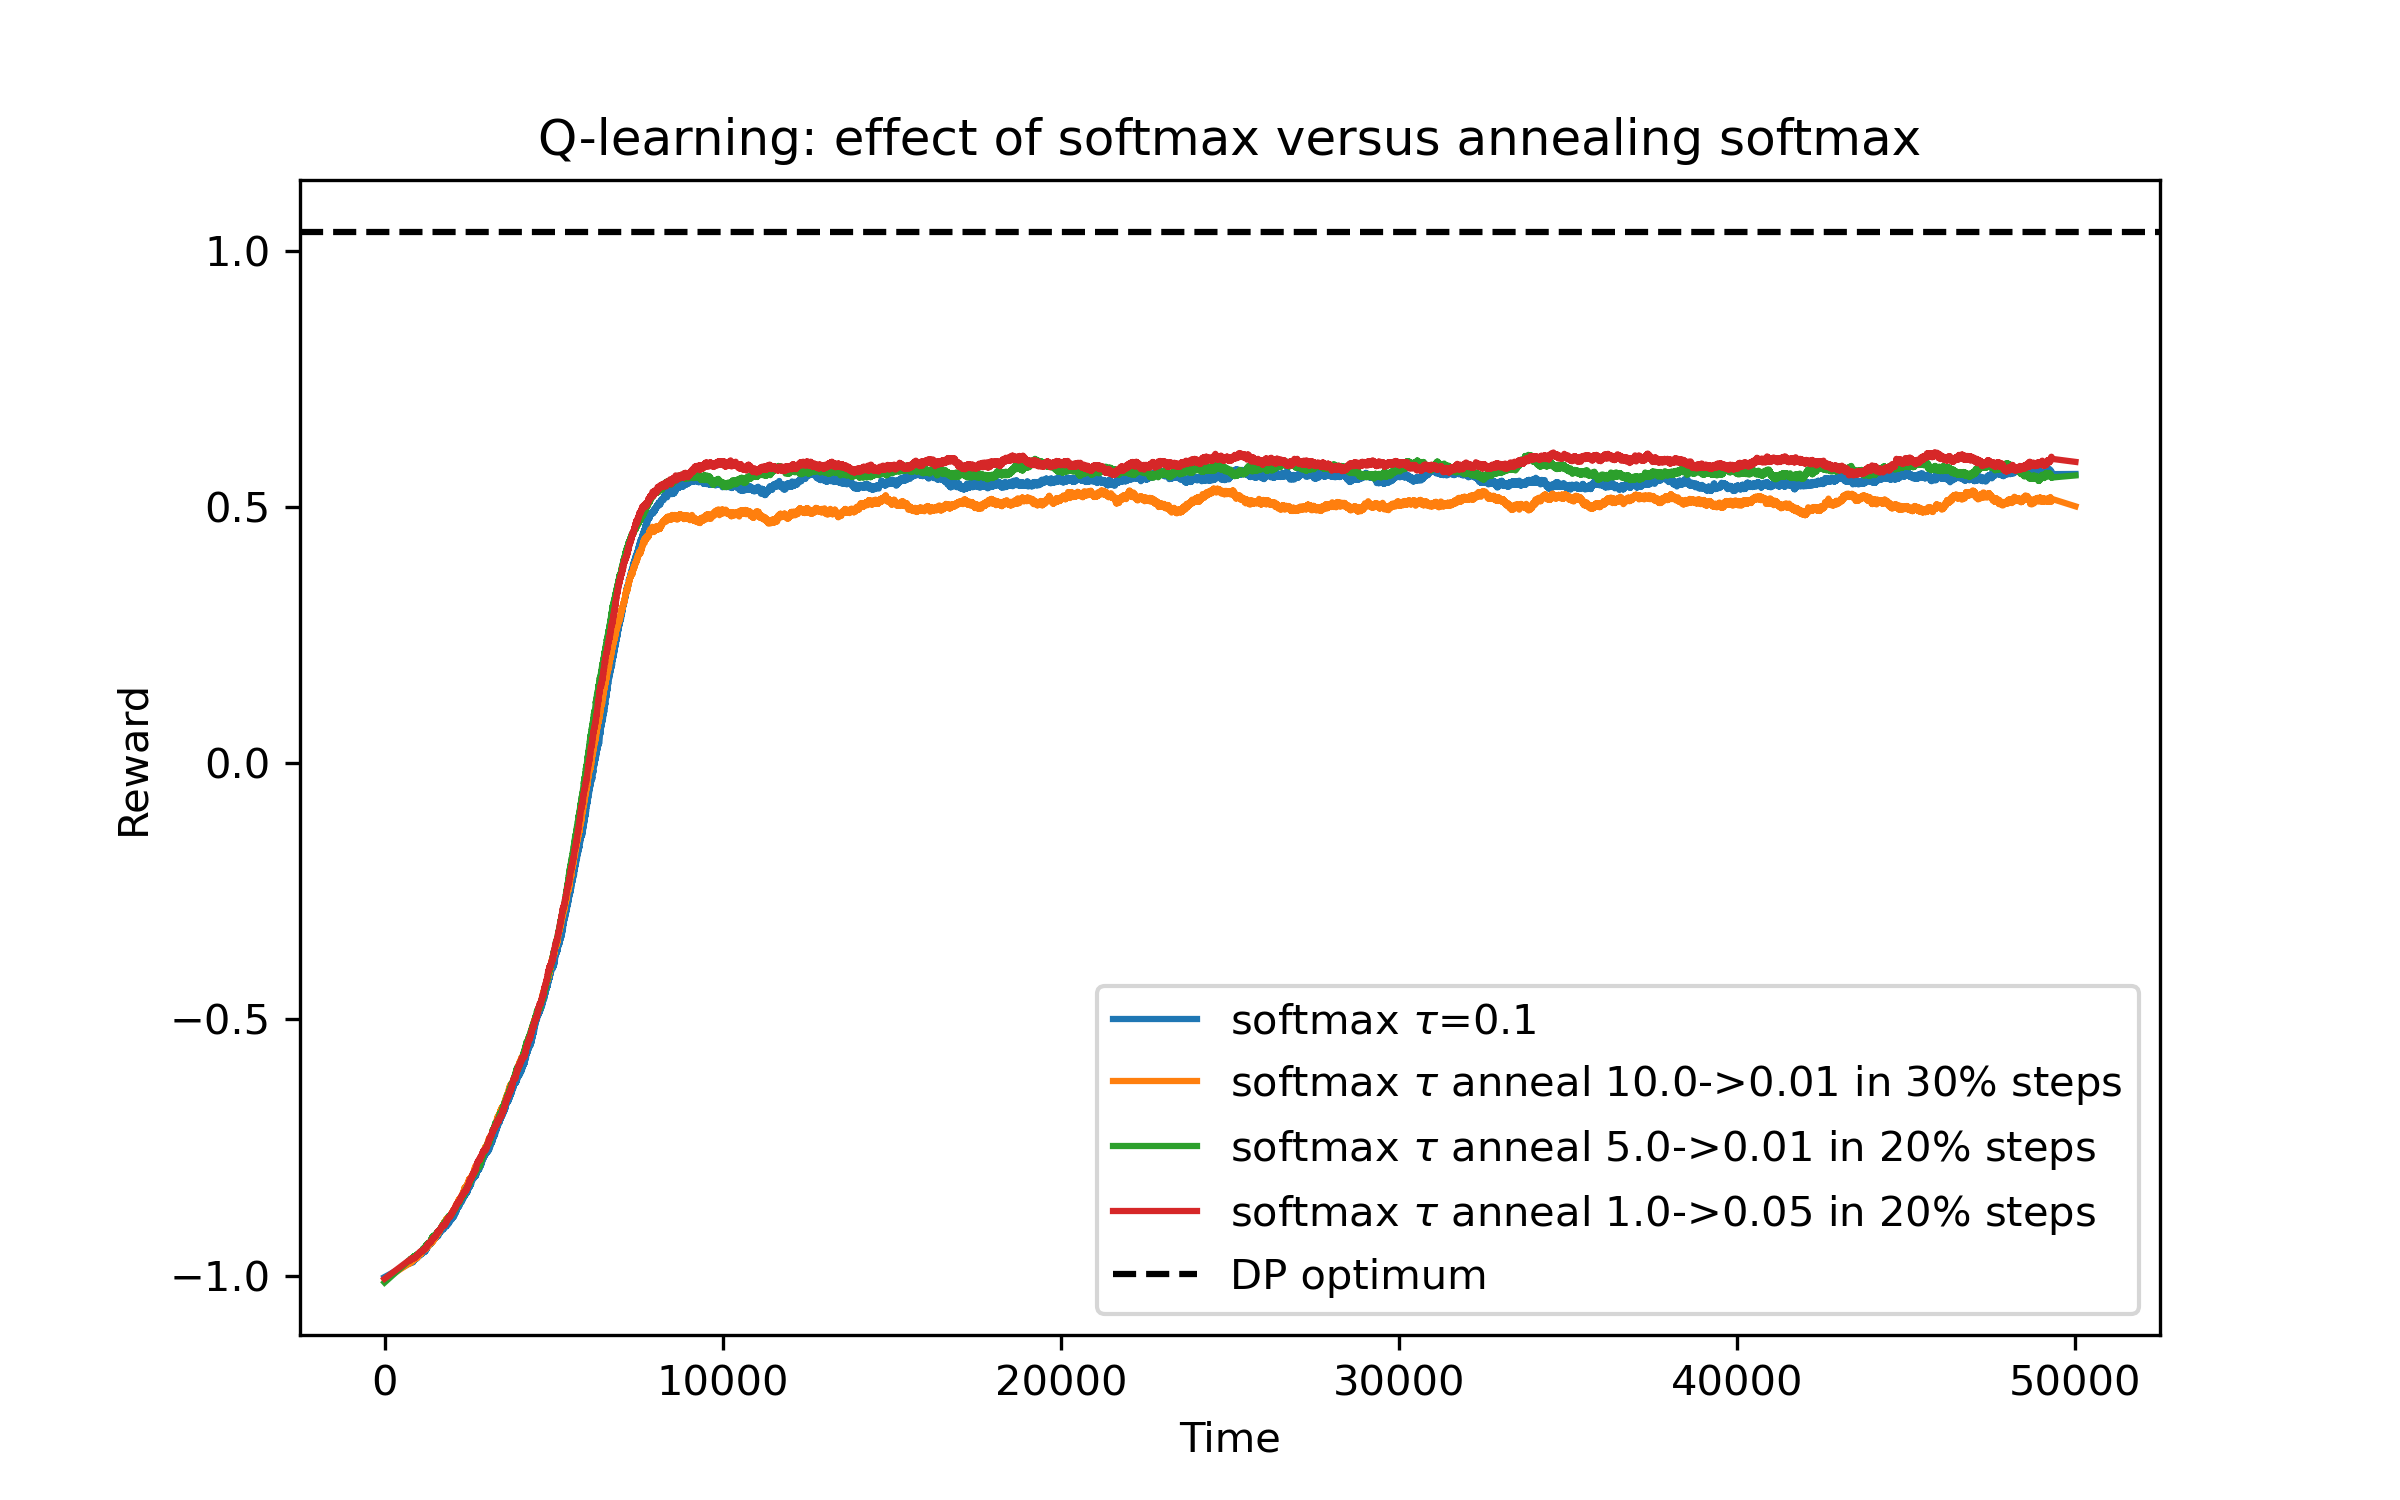 Q-learning: effect of softmax versus annealing softmax
1.0
0.5
0.0
−0.5
−1.0
Reward
softmax τ=0.1
softmax τ anneal 10.0->0.01 in 30% steps
softmax τ anneal 5.0->0.01 in 20% steps
softmax τ anneal 1.0->0.05 in 20% steps
DP optimum
0 10000 20000 30000 40000 50000
Time